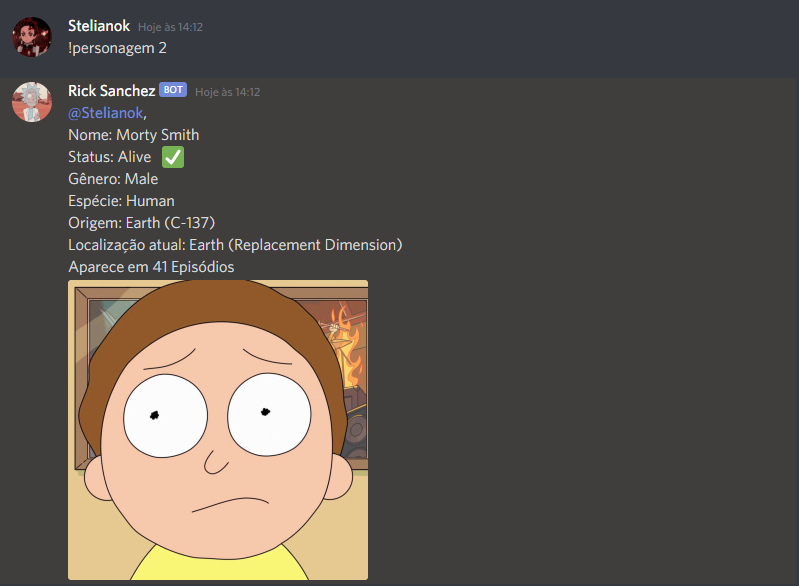 Stelianok Hoje às 14:12
!personagem 2
Rick Sanchez BOT Hoje às 14:12
@Stelianok,
Nome: Morty Smith
Status: Alive ✅
Gênero: Male
Espécie: Human
Origem: Earth (C-137)
Localização atual: Earth (Replacement Dimension)
Aparece em 41 Episódios